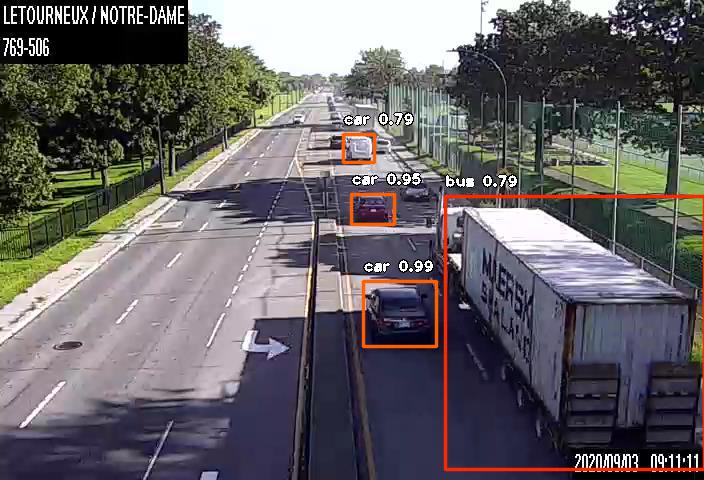 LETOURNEUX / NOTRE-DAME
769-506
car 0.79
car 0.95
bus 0.79
car 0.99
MAERSK
SEALAND
2020/09/03 09:11:11